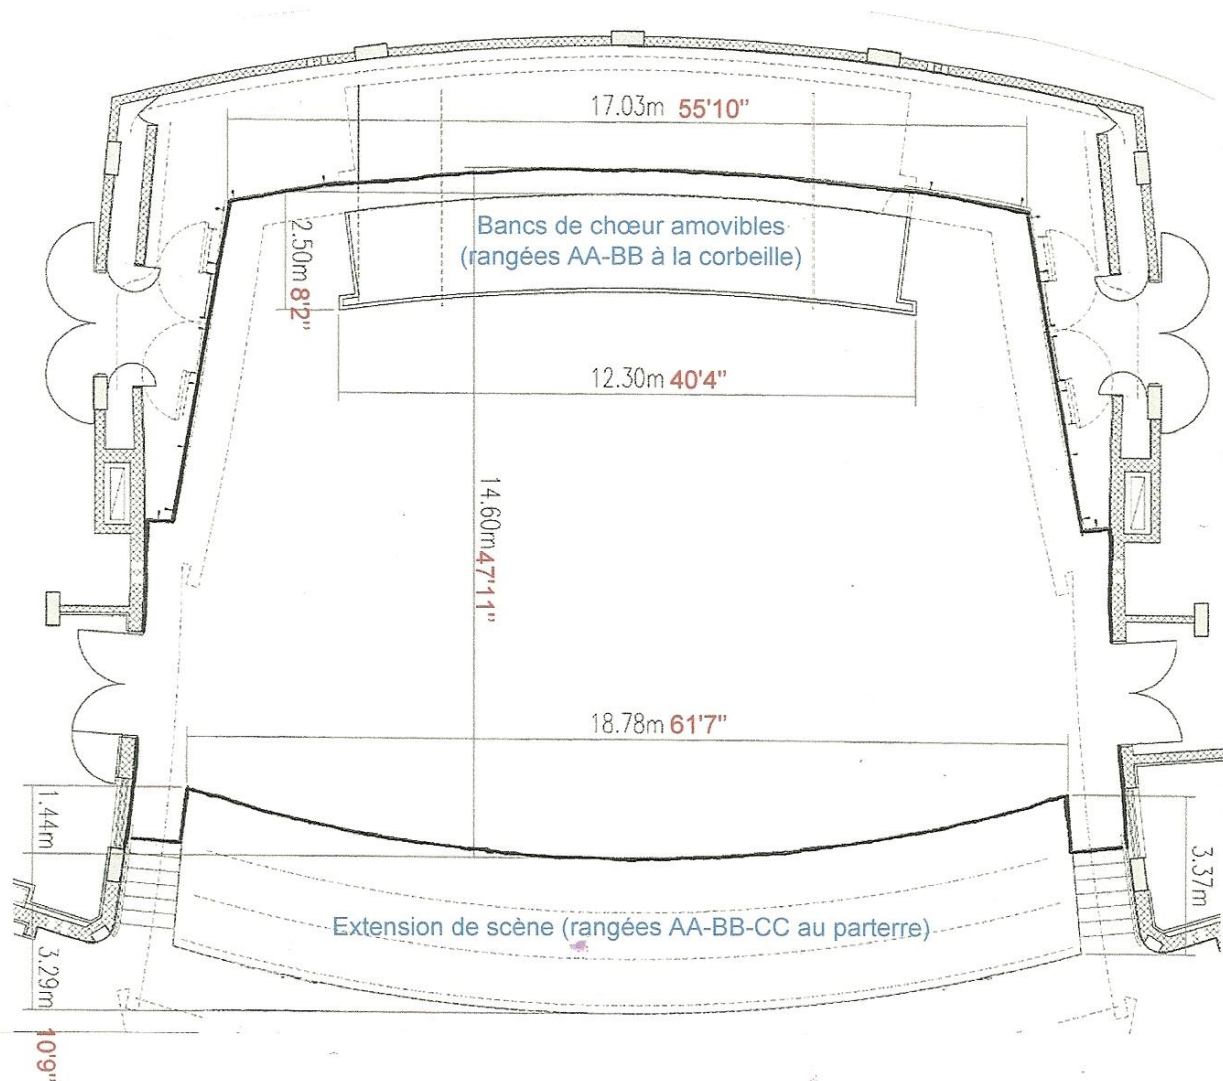 17.03m 55'10"
Bancs de chœur amovibles
(rangées AA-BB à la corbeille)
2.50m 8'2"
12.30m 40'4"
14.60m 47'11"
18.78m 61'7"
1.44m
3.37m
Extension de scène (rangées AA-BB-CC au parterre)
3.29m 10'9"